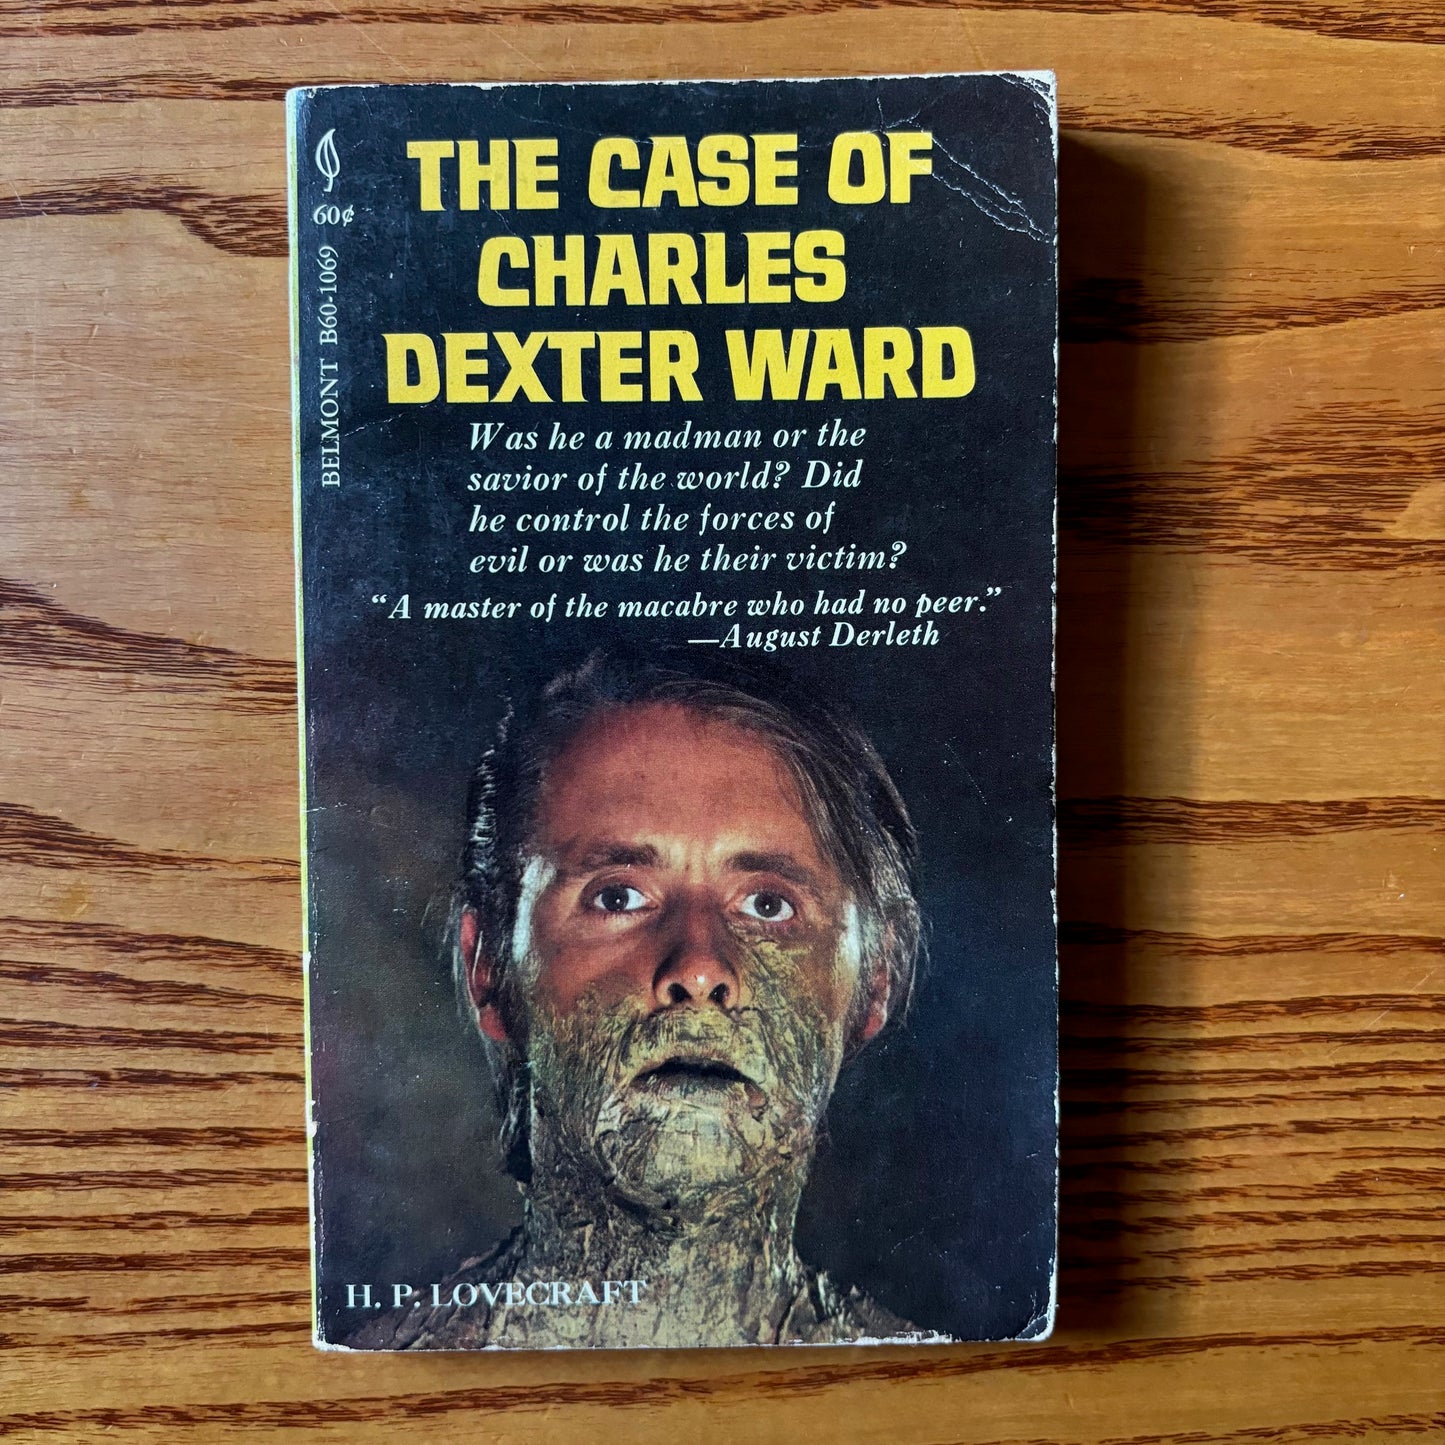 60¢
BELMONT B60-1069
THE CASE OF
CHARLES
DEXTER WARD
Was he a madman or the
savior of the world? Did
he control the forces of
evil or was he their victim?
“A master of the macabre who had no peer.”
—August Derleth
H. P. LOVECRAFT